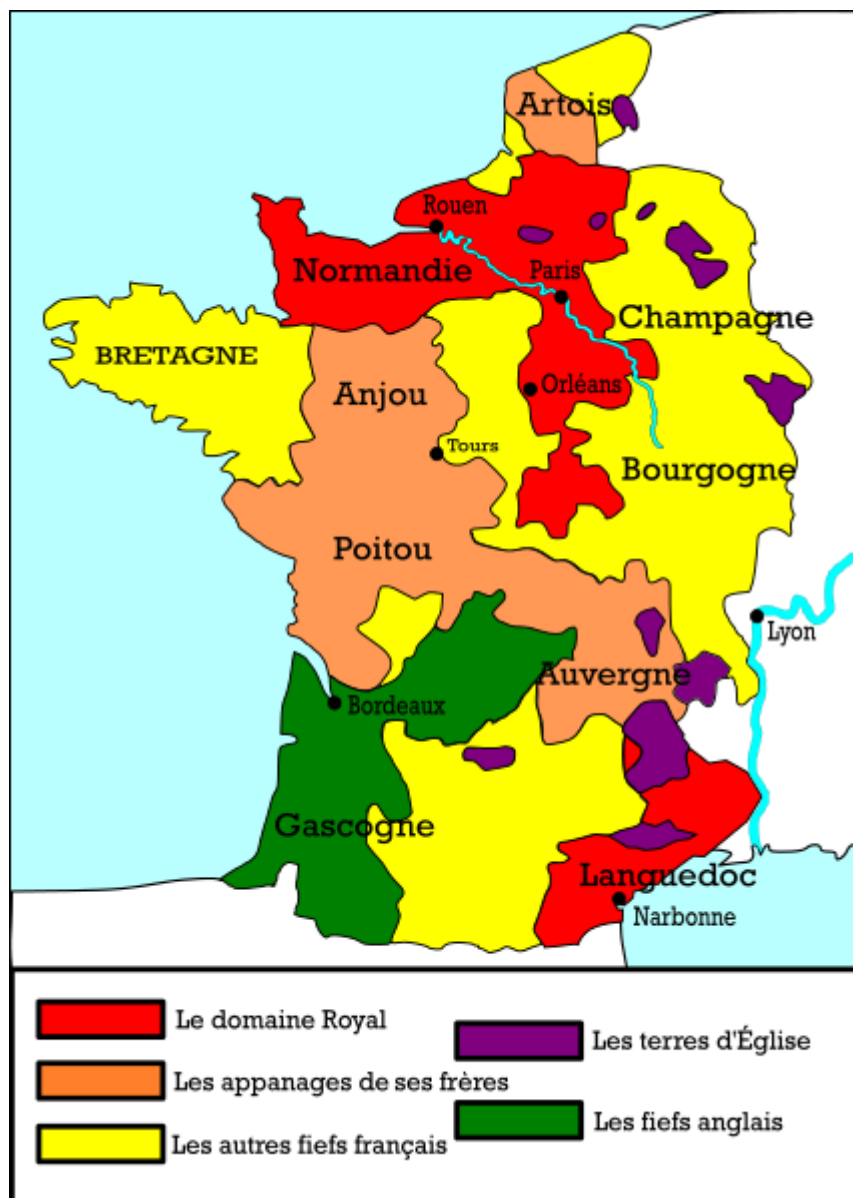 Artois
Rouen
Normandie
Paris
Champagne
BRETAGNE
Anjou
Orléans
Tours
Bourgogne
Poitou
Lyon
Auvergne
Bordeaux
Gascogne
Languedoc
Narbonne
Le domaine Royal
Les appanages de ses frères
Les autres fiefs français
Les terres d'Église
Les fiefs anglais